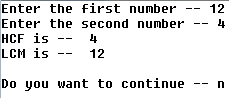 Enter the first number -- 12
Enter the second number -- 4
HCF is --  4
LCM is --  12
Do you want to continue -- n